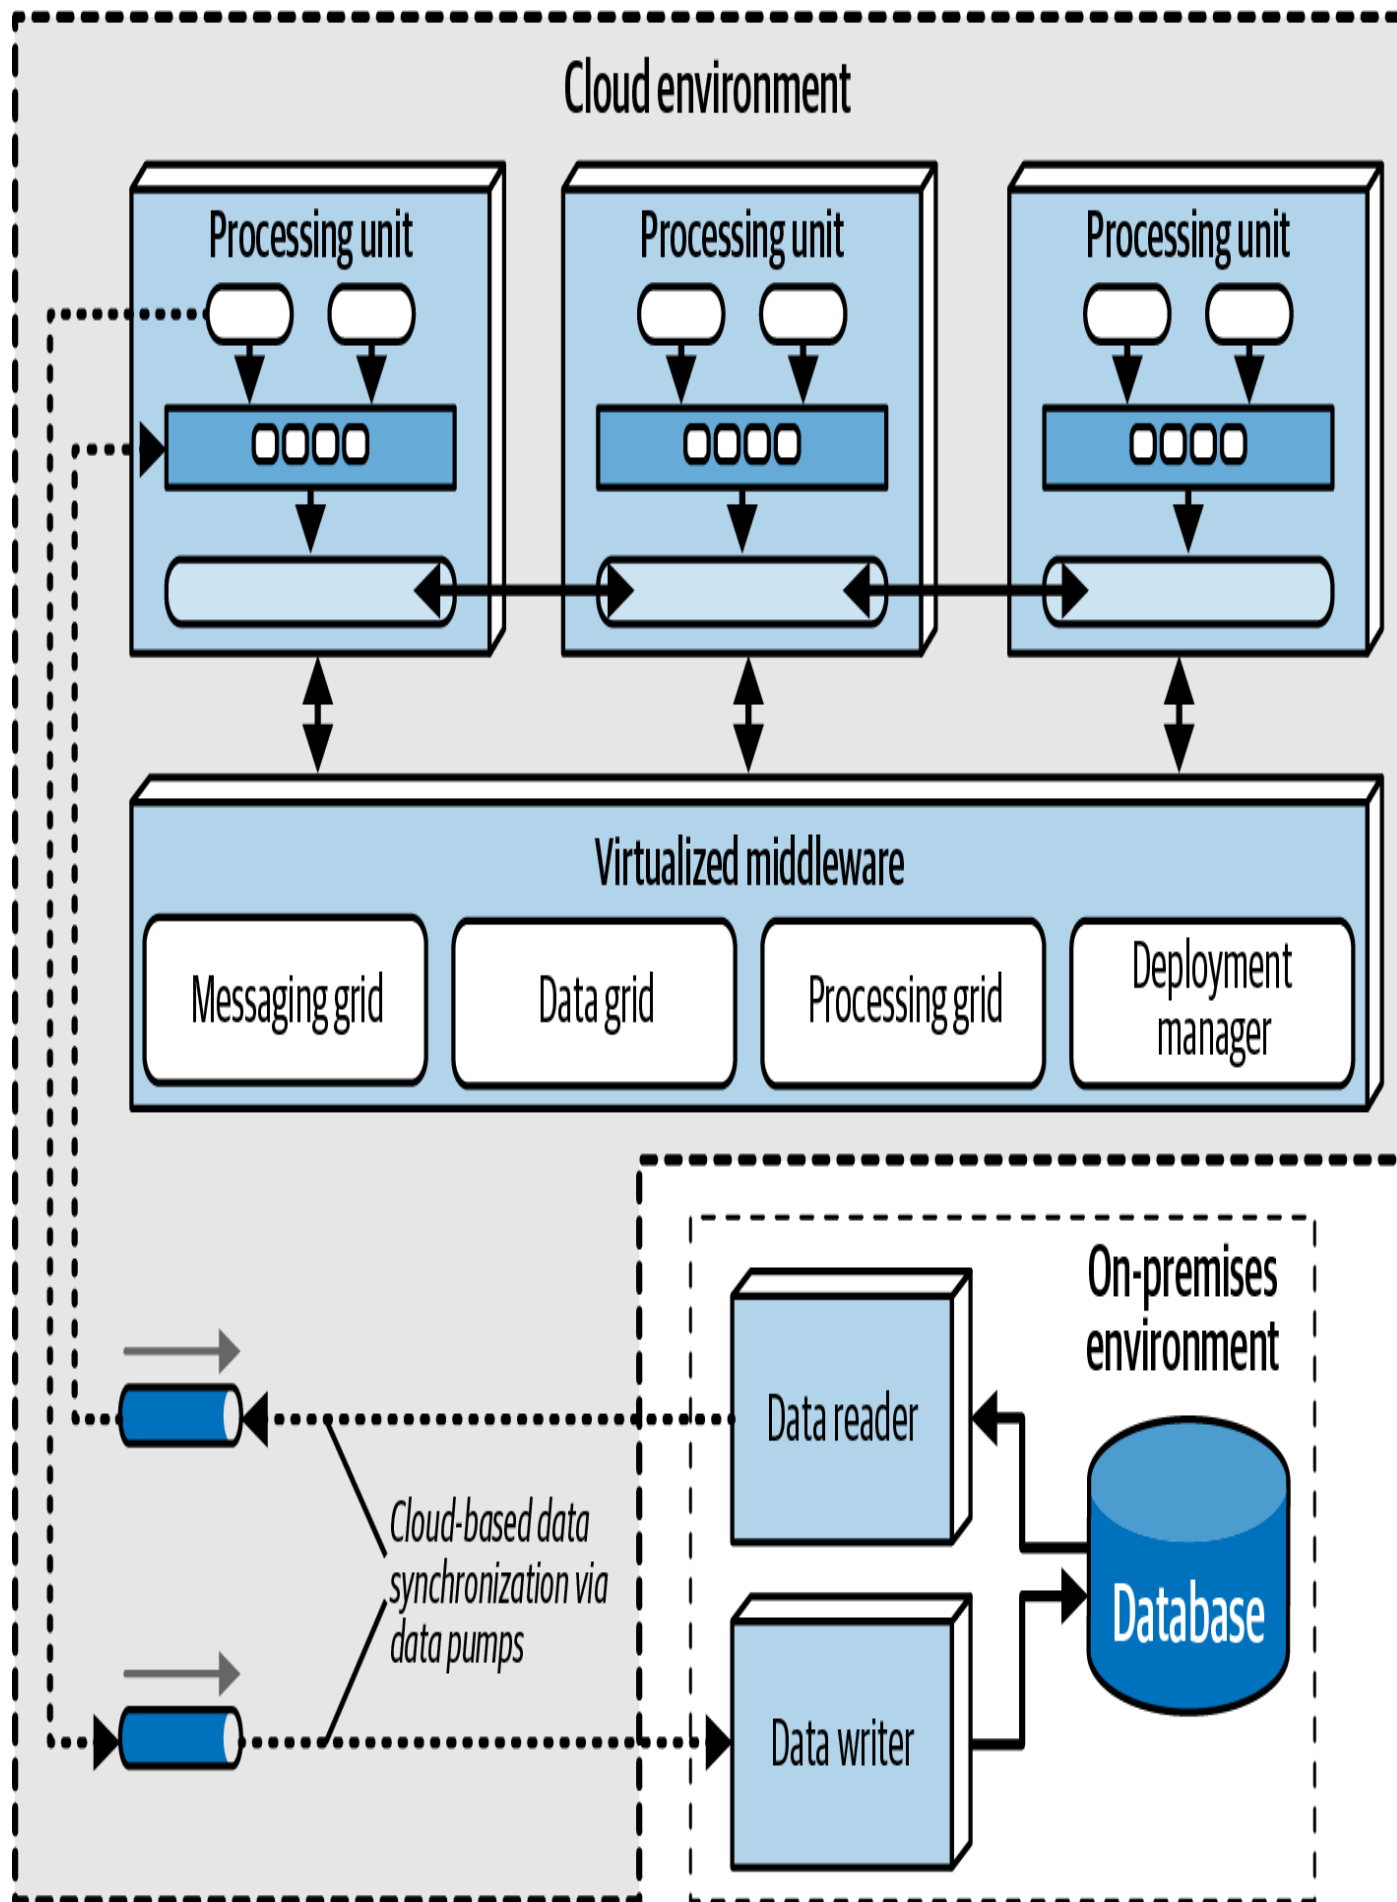 Cloud environment
Processing unit
Processing unit
Processing unit
Virtualized middleware
Messaging grid
Data grid
Processing grid
Deployment
manager
On-premises
environment
Data reader
Cloud-based data
synchronization via
data pumps
Database
Data writer